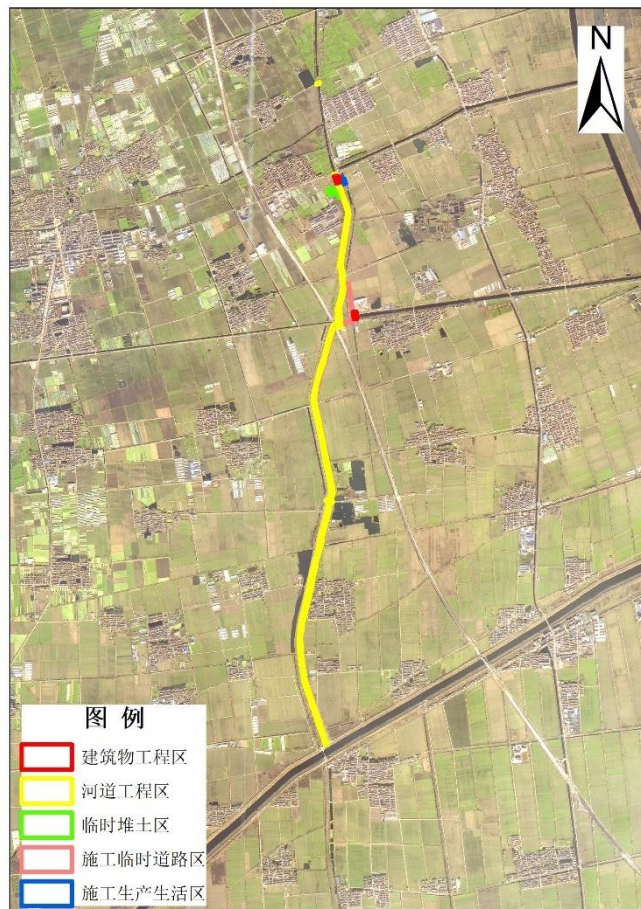 N
图 例
建筑物工程区
河道工程区
临时堆土区
施工临时道路区
施工生产生活区